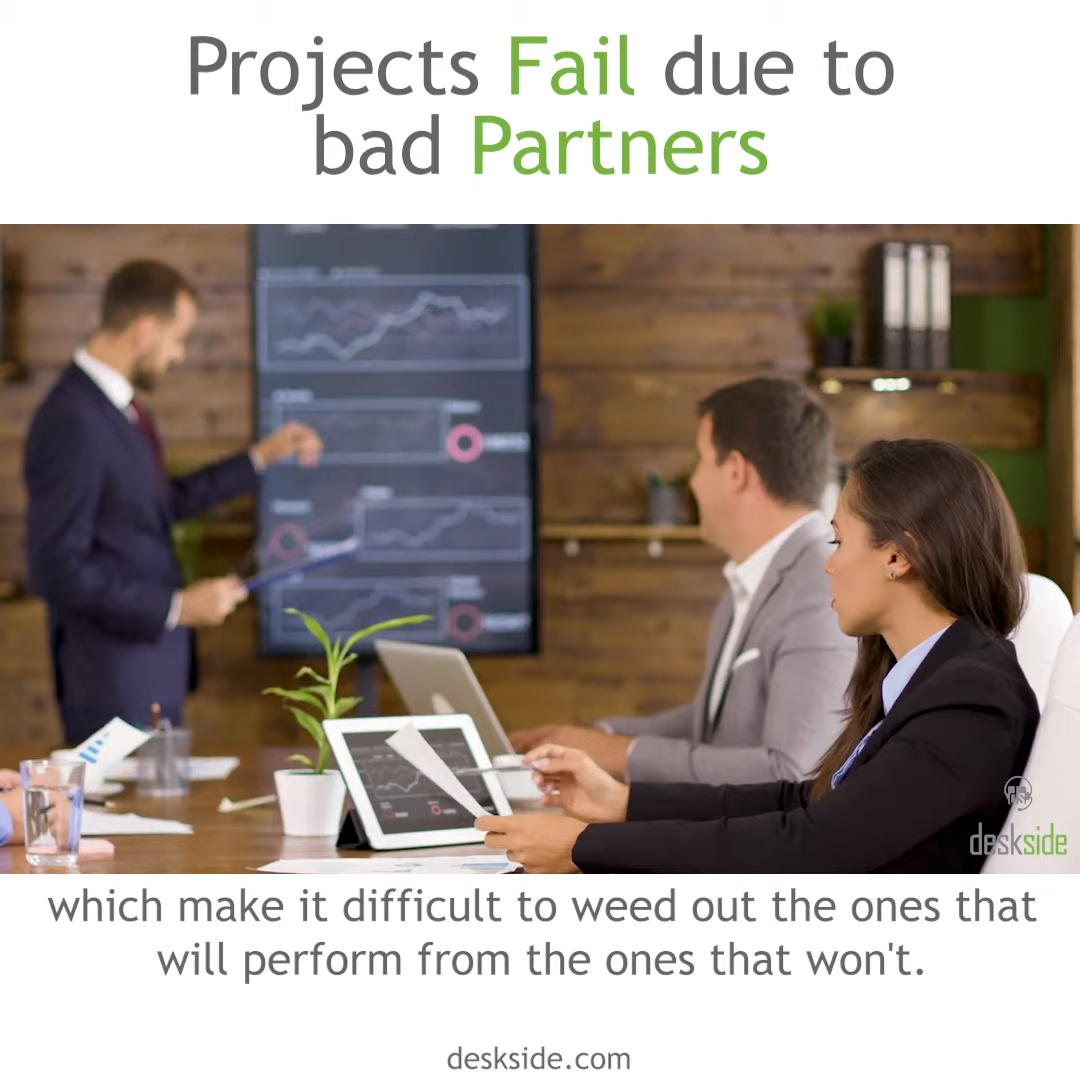 Projects Fail due to
bad Partners
deskside
which make it difficult to weed out the ones that
will perform from the ones that won't.
deskside.com